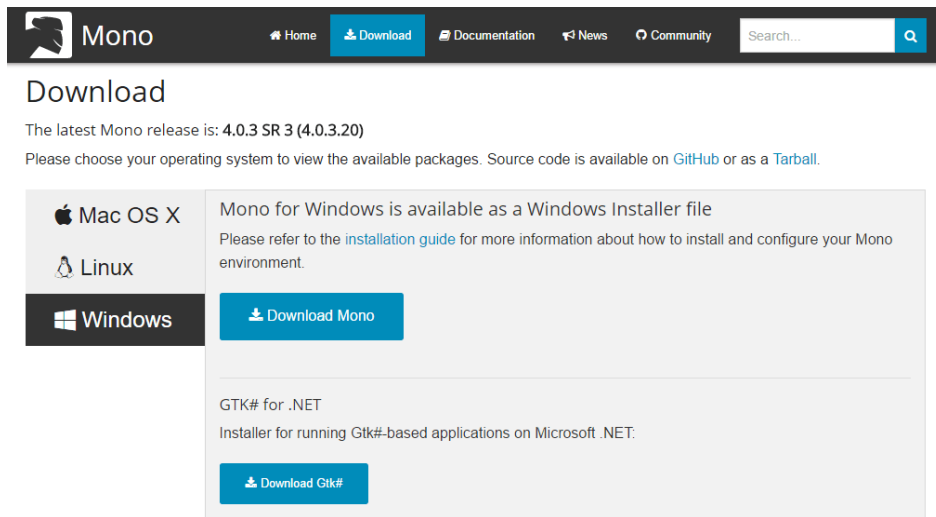 Mono
Home
Download
Documentation
News
Community
Search...
Download
The latest Mono release is: 4.0.3 SR 3 (4.0.3.20)
Please choose your operating system to view the available packages. Source code is available on GitHub or as a Tarball.
Mac OS X
Linux
Windows
Mono for Windows is available as a Windows Installer file
Please refer to the installation guide for more information about how to install and configure your Mono
environment.
Download Mono
GTK# for .NET
Installer for running Gtk#-based applications on Microsoft .NET:
Download Gtk#